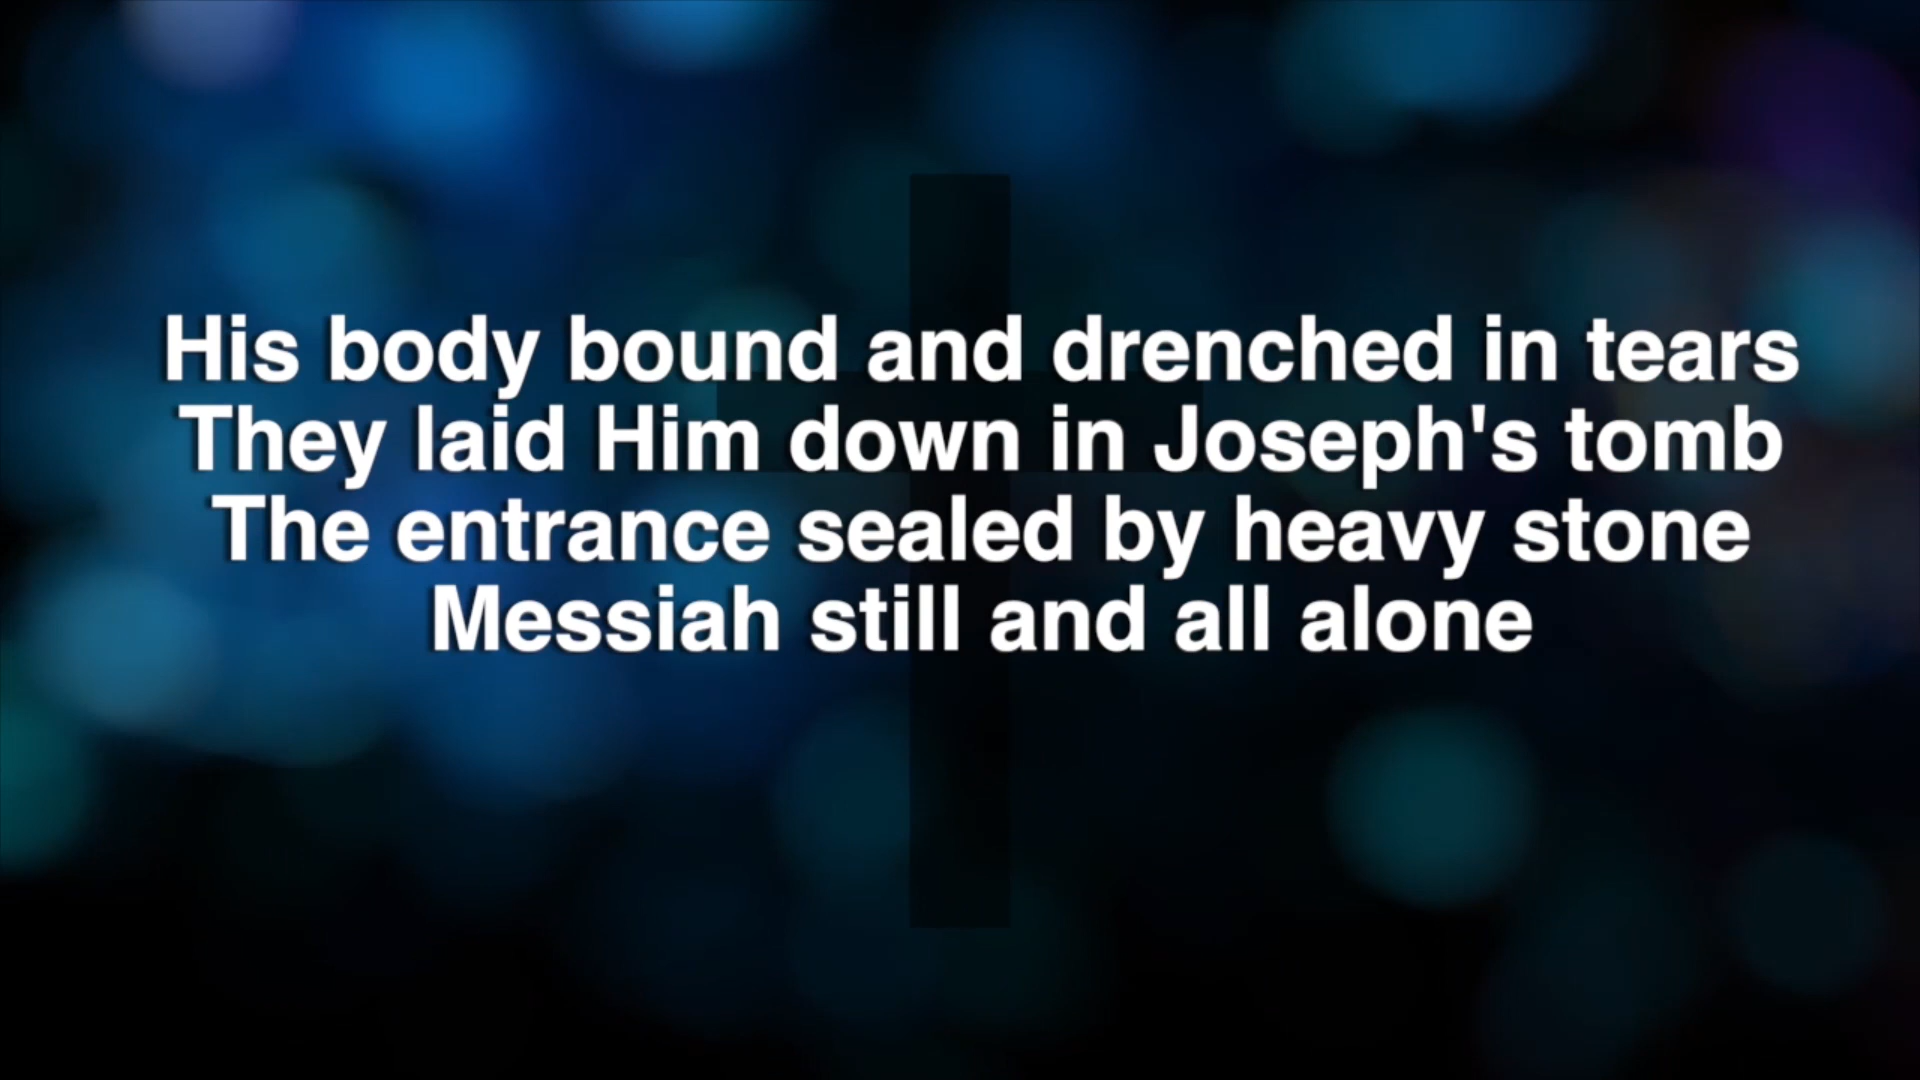 His body bound and drenched in tears
They laid Him down in Joseph's tomb
The entrance sealed by heavy stone
Messiah still and all alone